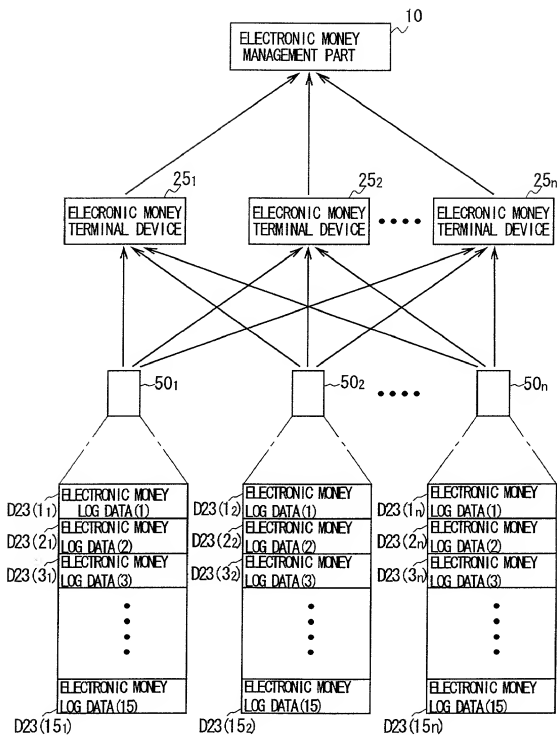 10
ELECTRONIC MONEY
MANAGEMENT PART
25₁
25₂
25n
ELECRONIC MONEY
TERMINAL DEVICE
ELECRONIC MONEY
TERMINAL DEVICE
ELECRONIC MONEY
TERMINAL DEVICE
50₁
50₂
50n
ELECTRONIC MONEY
LOG DATA(1)
D23(1₁)
ELECTRONIC MONEY
LOG DATA(2)
D23(2₁)
ELECTRONIC MONEY
LOG DATA(3)
D23(3₁)
ELECTRONIC MONEY
LOG DATA(15)
D23(15₁)
ELECTRONIC MONEY
LOG DATA(1)
D23(1₂)
ELECTRONIC MONEY
LOG DATA(2)
D23(2₂)
ELECTRONIC MONEY
LOG DATA(3)
D23(3₂)
ELECTRONIC MONEY
LOG DATA(15)
D23(15₂)
ELECTRONIC MONEY
LOG DATA(1)
D23(1n)
ELECTRONIC MONEY
LOG DATA(2)
D23(2n)
ELECTRONIC MONEY
LOG DATA(3)
D23(3n)
ELECTRONIC MONEY
LOG DATA(15)
D23(15n)